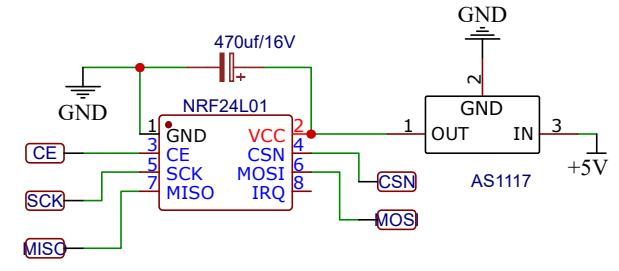 GND
470uf/16V
+
GND
NRF24L01
2
GND
1 OUT IN 3
+5V
AS1117
1 GND VCC 2
CE 3 CE CSN 4
SCK 5 SCK MOSI 6 CSN
7 MISO IRQ 8
MISO MOSI